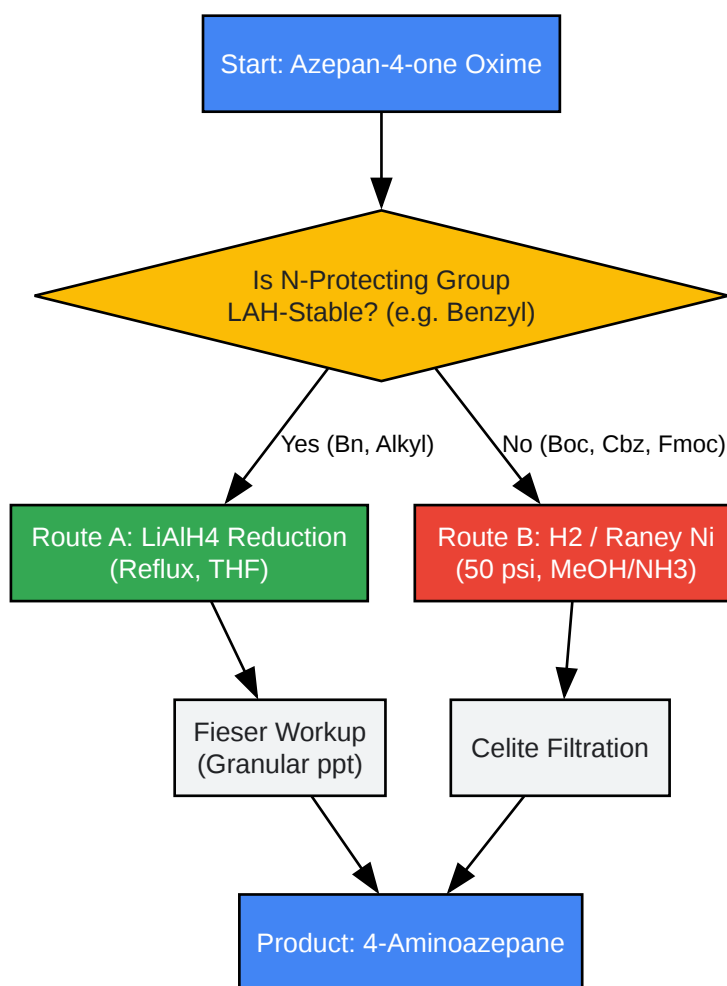 Start: Azepan-4-one Oxime
Is N-Protecting Group
LAH-Stable? (e.g. Benzyl)
Yes (Bn, Alkyl)
No (Boc, Cbz, Fmoc)
Route A: LiAlH4 Reduction
(Reflux, THF)
Route B: H2 / Raney Ni
(50 psi, MeOH/NH3)
Fieser Workup
(Granular ppt)
Celite Filtration
Product: 4-Aminoazepane